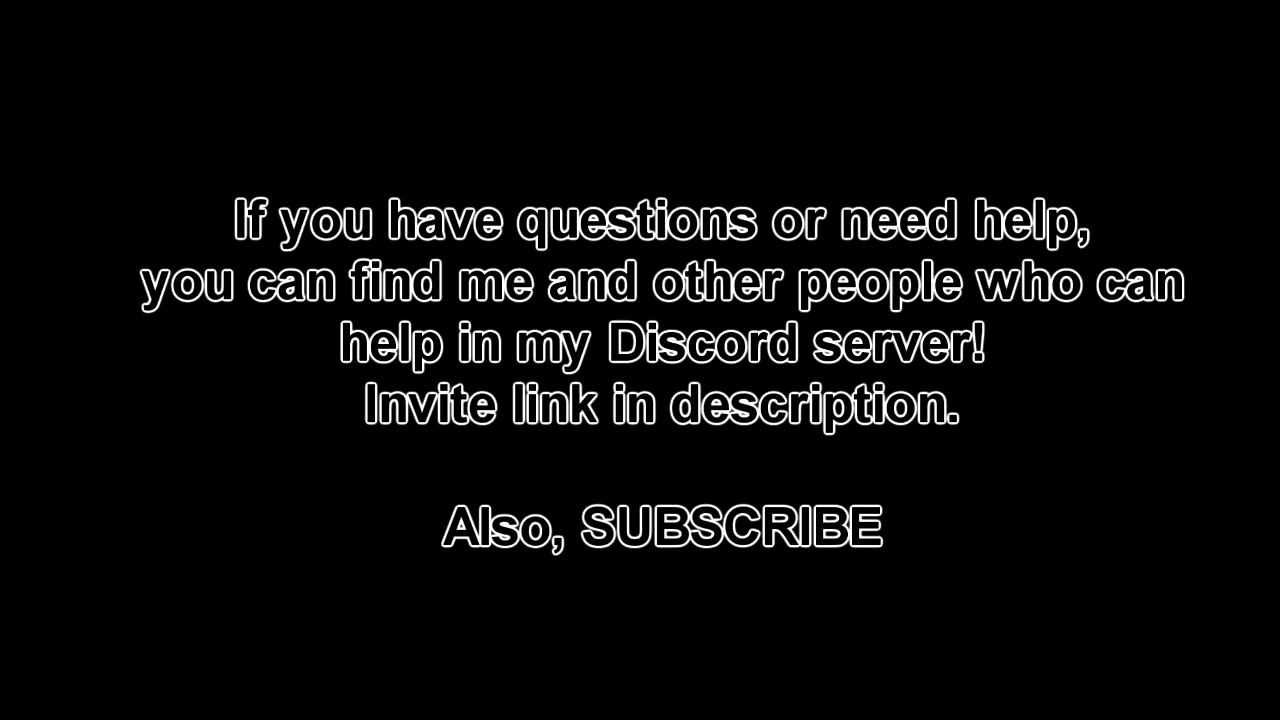 If you have questions or need help,
you can find me and other people who can
help in my Discord server!
Invite link in description.
Also, SUBSCRIBE